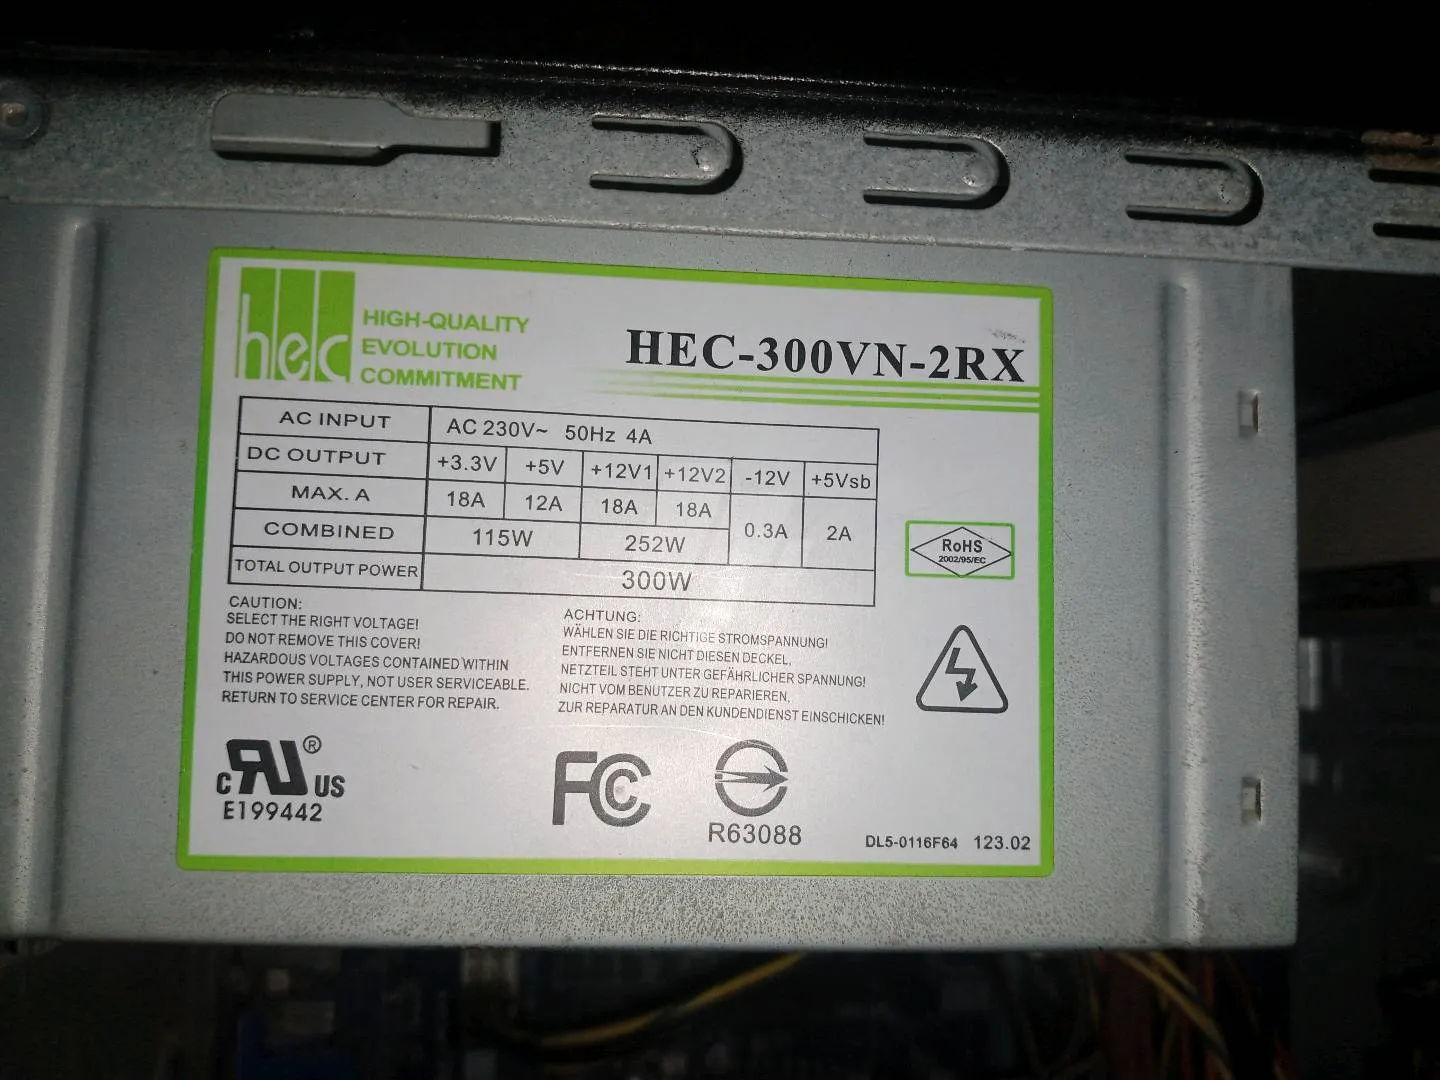 hec
HIGH-QUALITY
EVOLUTION
COMMITMENT
HEC-300VN-2RX
AC INPUT AC 230V~ 50Hz 4A
DC OUTPUT +3.3V +5V +12V1 +12V2 -12V +5Vsb
MAX. A 18A 12A 18A 18A 0.3A 2A
COMBINED 115W 252W
TOTAL OUTPUT POWER 300W
RoHS
2002/95/EC
CAUTION:
SELECT THE RIGHT VOLTAGE!
DO NOT REMOVE THIS COVER!
HAZARDOUS VOLTAGES CONTAINED WITHIN
THIS POWER SUPPLY, NOT USER SERVICEABLE.
RETURN TO SERVICE CENTER FOR REPAIR.
ACHTUNG:
WÄHLEN SIE DIE RICHTIGE STROMSPANNUNG!
ENTFERNEN SIE NICHT DIESEN DECKEL,
NETZTEIL STEHT UNTER GEFÄHRLICHER SPANNUNG!
NICHT VOM BENUTZER ZU REPARIEREN,
ZUR REPARATUR AN DEN KUNDENDIENST EINSCHICKEN!
c RU ® US
E199442
FCC
R63088
DL5-0116F64 123.02